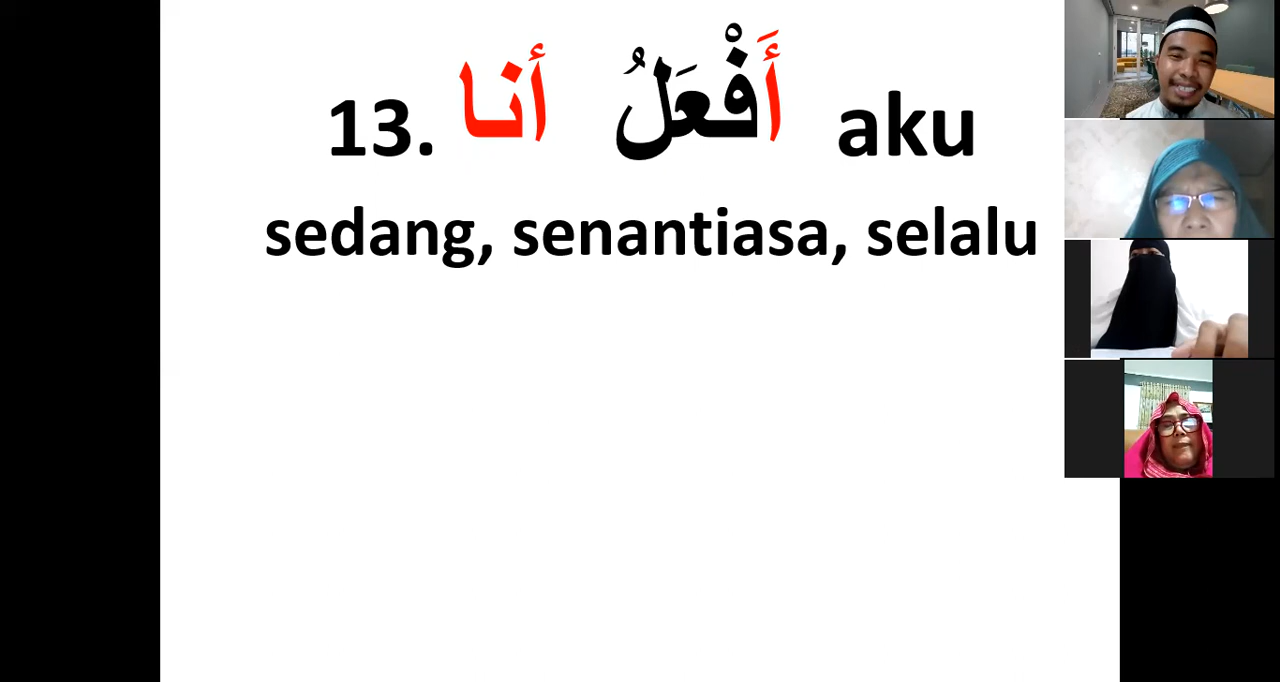 13. أنا أَفْعَلُ aku
sedang, senantiasa, selalu